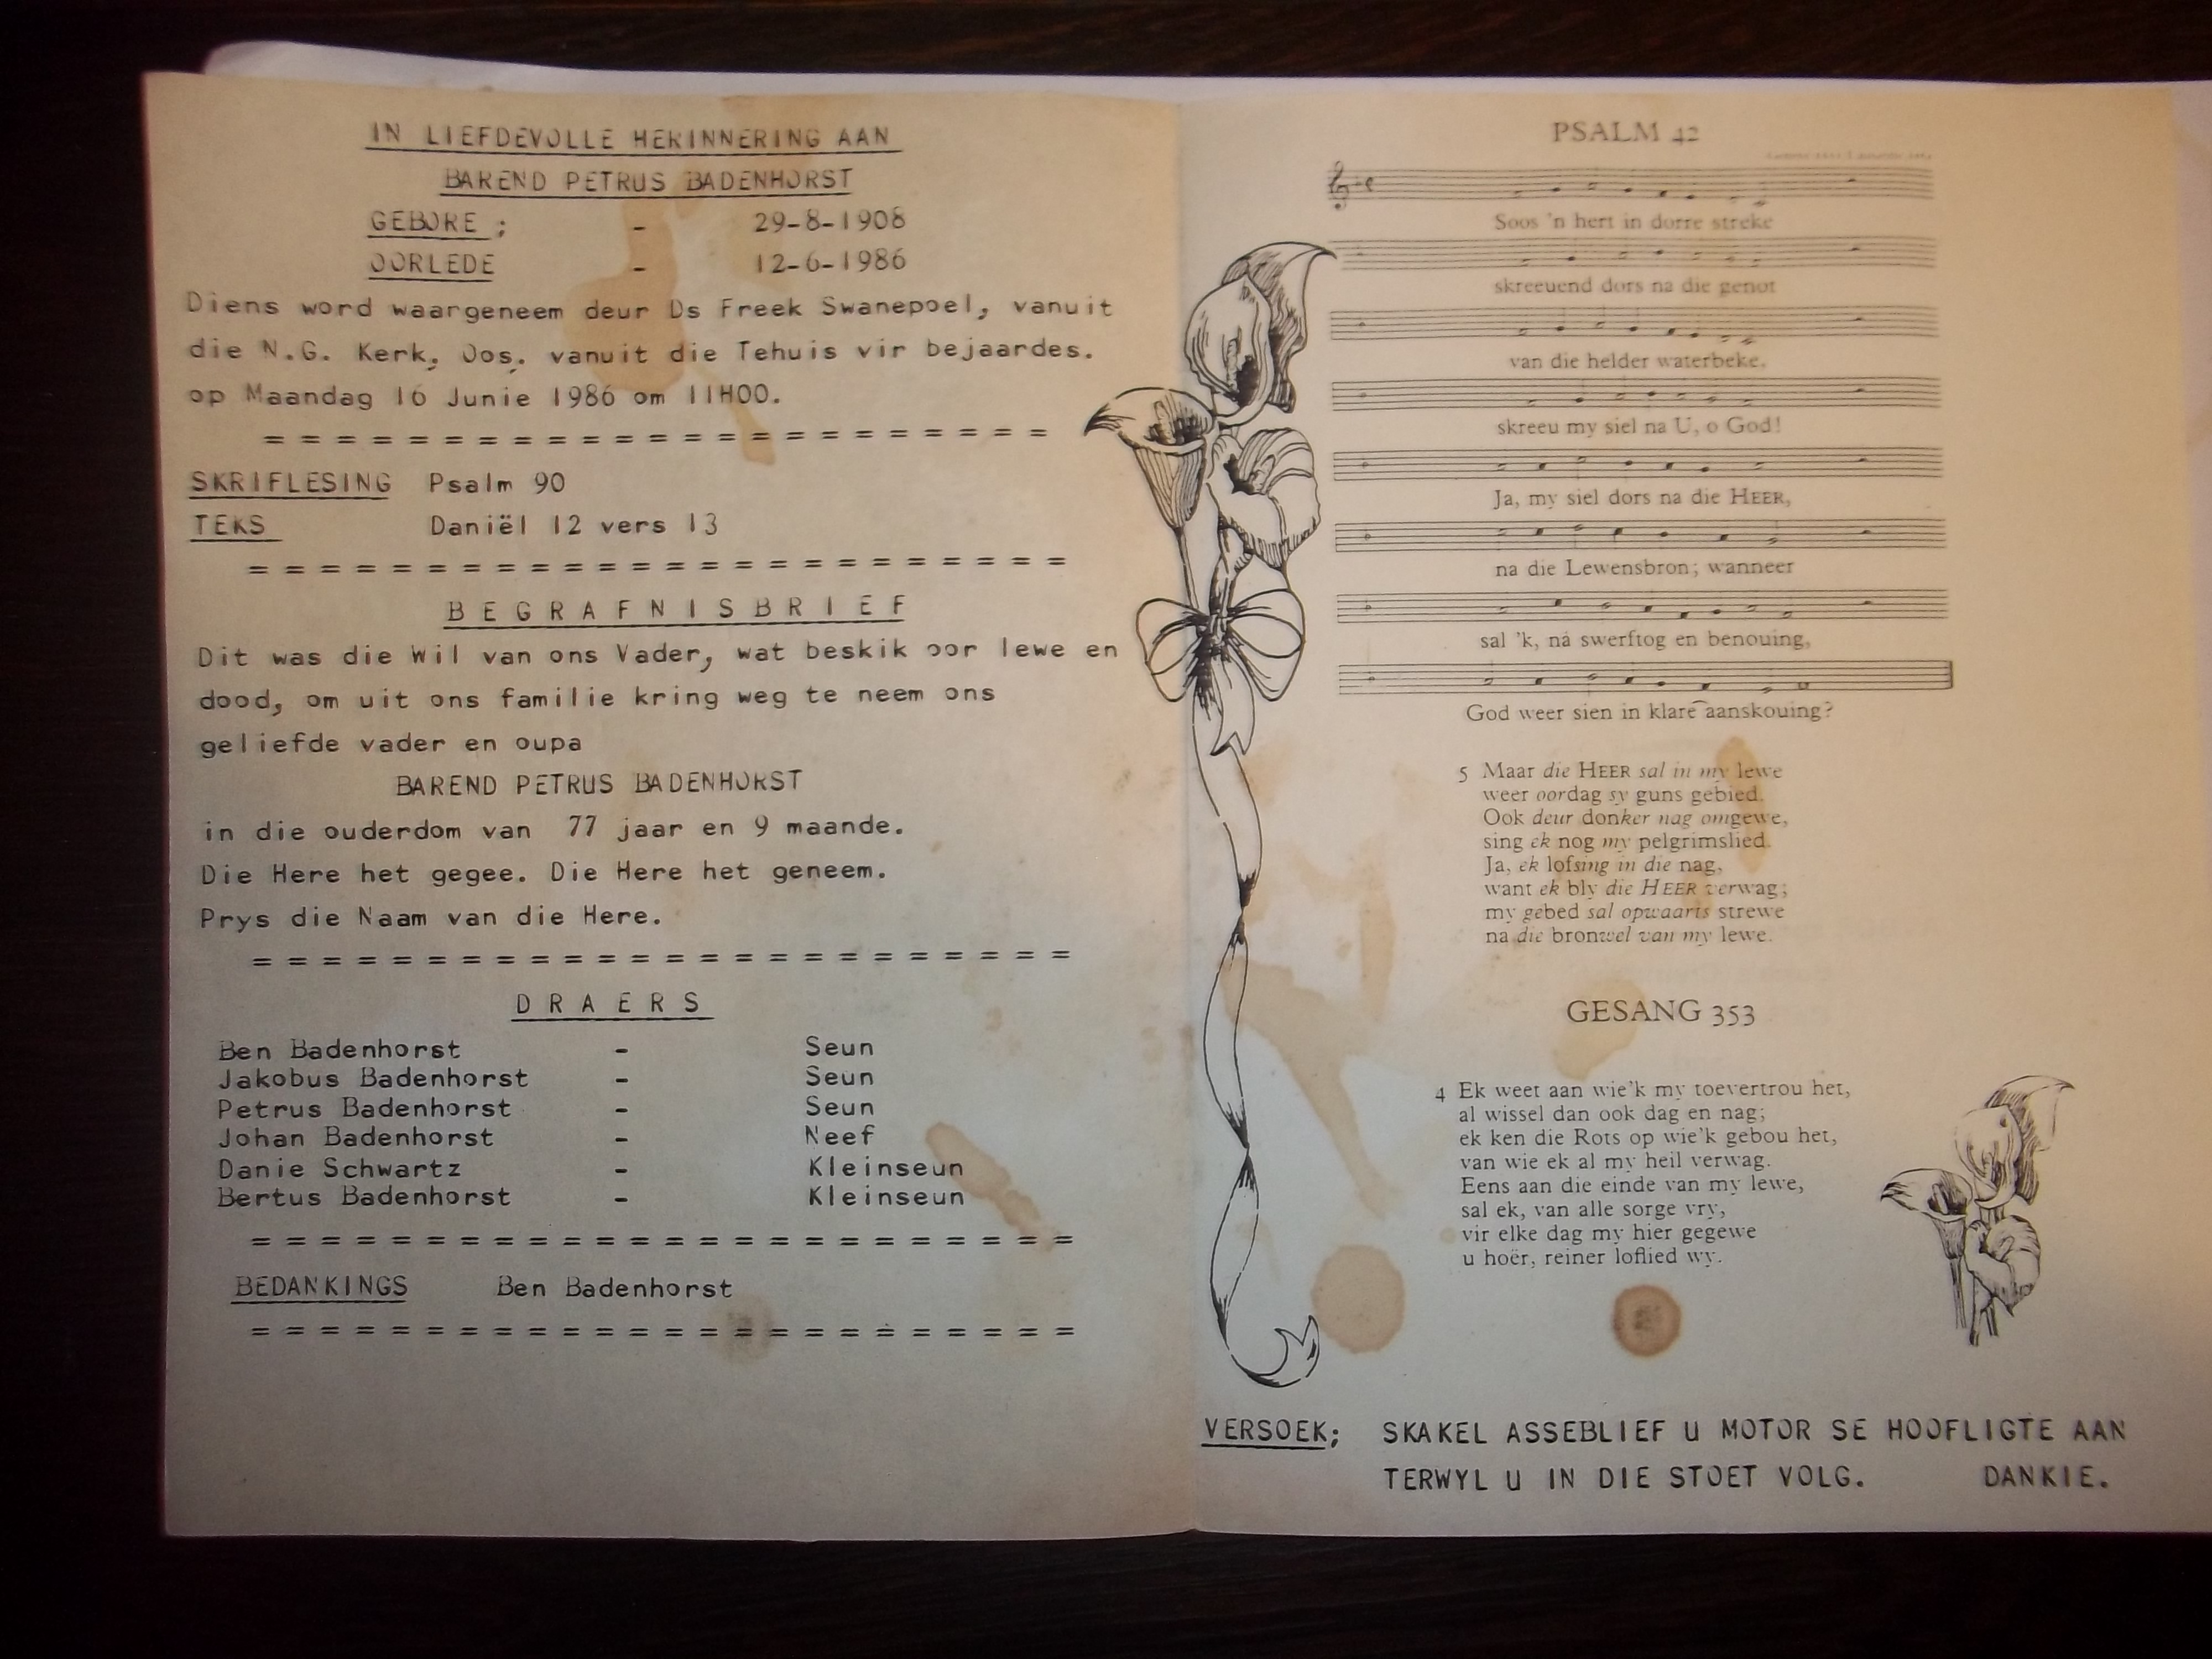 IN LIEFDEVOLLE HERINNERING AAN
BAREND PETRUS BADENHORST
GEBORE ; - 29-8-1908
OORLEDE - 12-6-1986
Diens word waargeneem deur Ds Freek Swanepoel, vanuit
die N.G. Kerk, Oos. vanuit die Tehuis vir bejaardes.
op Maandag 16 Junie 1986 om 11H00.
= = = = = = = = = = = = = = = = = = = = = = =
SKRIFLESING Psalm 90
TEKS Daniël 12 vers 13
= = = = = = = = = = = = = = = = = = = = = = = =
B E G R A F N I S B R I E F
Dit was die Wil van ons Vader, wat beskik oor lewe en
dood, om uit ons familie kring weg te neem ons
geliefde vader en oupa
BAREND PETRUS BADENHORST
in die ouderdom van 77 jaar en 9 maande.
Die Here het gegee. Die Here het geneem.
Prys die Naam van die Here.
= = = = = = = = = = = = = = = = = = = = = = = =
D R A E R S
Ben Badenhorst - Seun
Jakobus Badenhorst - Seun
Petrus Badenhorst - Seun
Johan Badenhorst - Neef
Danie Schwartz - Kleinseun
Bertus Badenhorst - Kleinseun
= = = = = = = = = = = = = = = = = = = = = = = =
BEDANKINGS Ben Badenhorst
= = = = = = = = = = = = = = = = = = = = = = = =
PSALM 42
Soos 'n hert in dorre streke
skreeuend dors na die genot
van die helder waterbeke,
skreeu my siel na U, o God!
Ja, my siel dors na die HEER,
na die Lewensbron; wanneer
sal 'k, ná swerftog en benouing,
God weer sien in klare aanskouing?
5 Maar die HEER sal in my lewe
weer oordag sy guns gebied.
Ook deur donker nag omgewe,
sing ek nog my pelgrimslied.
Ja, ek lofsing in die nag,
want ek bly die HEER verwag;
my gebed sal opwaarts strewe
na die bronwel van my lewe.
GESANG 353
4 Ek weet aan wie'k my toevertrou het,
al wissel dan ook dag en nag;
ek ken die Rots op wie'k gebou het,
van wie ek al my heil verwag.
Eens aan die einde van my lewe,
sal ek, van alle sorge vry,
vir elke dag my hier gegewe
u hoër, reiner loflied wy.
VERSOEK; SKAKEL ASSEBLIEF U MOTOR SE HOOFLIGTE AAN
TERWYL U IN DIE STOET VOLG. DANKIE.